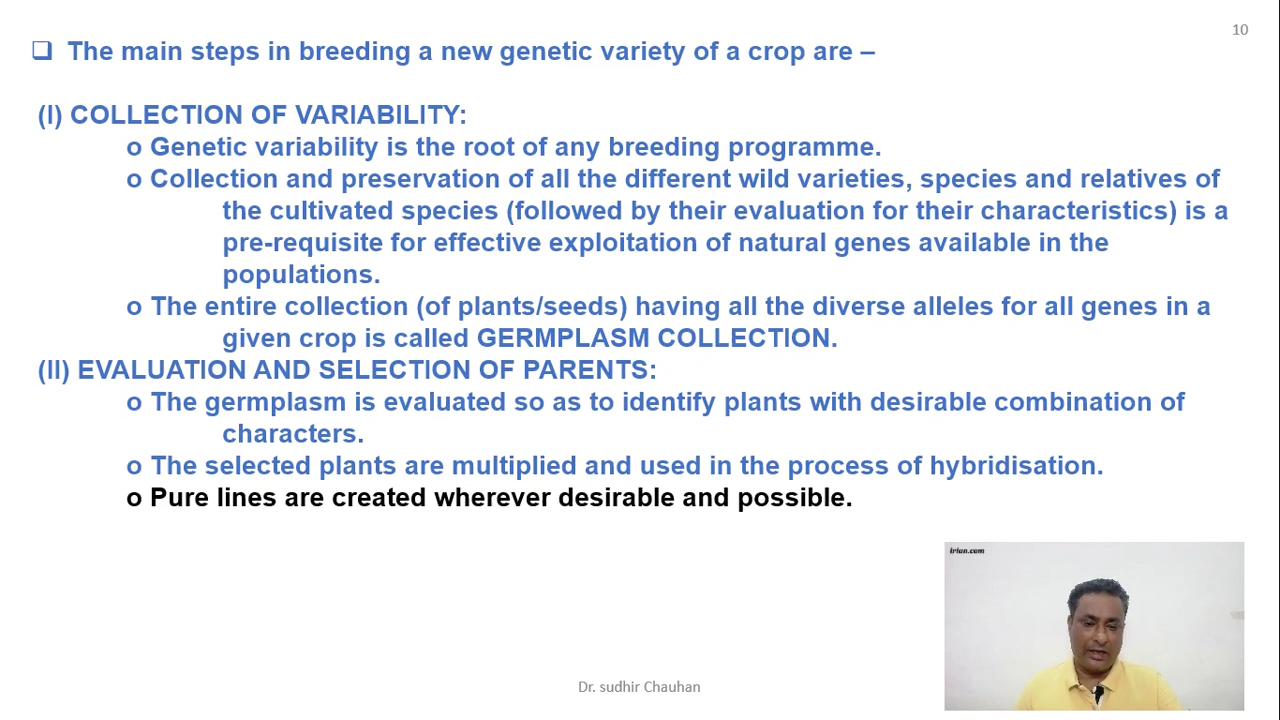 10
❑ The main steps in breeding a new genetic variety of a crop are –
(I) COLLECTION OF VARIABILITY:
o Genetic variability is the root of any breeding programme.
o Collection and preservation of all the different wild varieties, species and relatives of
the cultivated species (followed by their evaluation for their characteristics) is a
pre-requisite for effective exploitation of natural genes available in the
populations.
o The entire collection (of plants/seeds) having all the diverse alleles for all genes in a
given crop is called GERMPLASM COLLECTION.
(II) EVALUATION AND SELECTION OF PARENTS:
o The germplasm is evaluated so as to identify plants with desirable combination of
characters.
o The selected plants are multiplied and used in the process of hybridisation.
o Pure lines are created wherever desirable and possible.
Dr. sudhir Chauhan